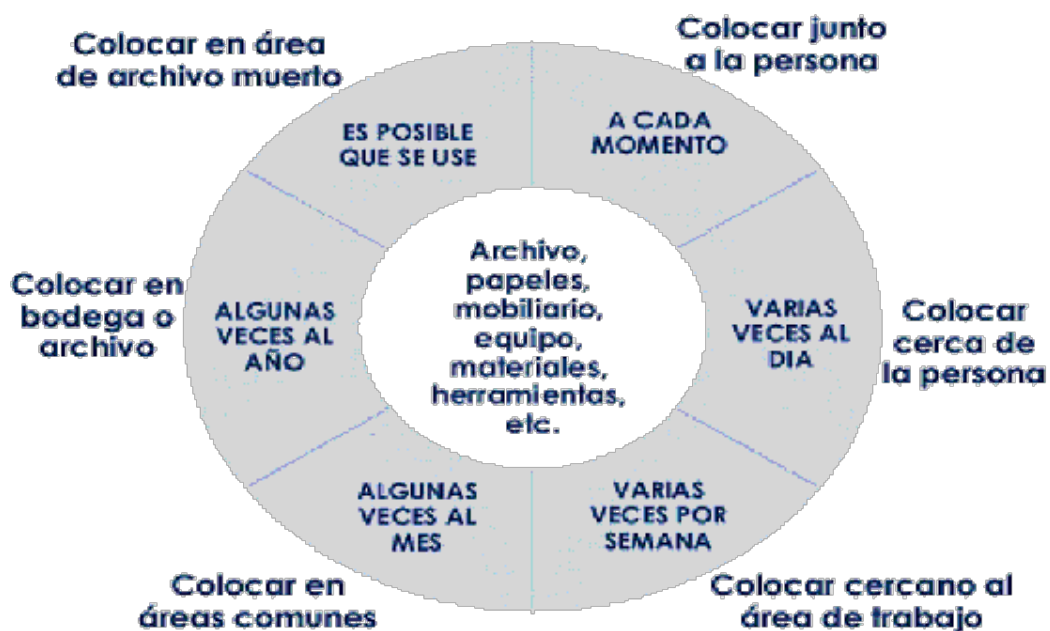 Colocar en área
de archivo muerto
Colocar junto
a la persona
ES POSIBLE
QUE SE USE
A CADA
MOMENTO
Colocar en
bodega o
archivo
ALGUNAS
VECES AL
AÑO
Archivo,
papeles,
mobiliario,
equipo,
materiales,
herramientas,
etc.
VARIAS
VECES AL
DIA
Colocar
cerca de
la persona
ALGUNAS
VECES AL
MES
VARIAS
VECES POR
SEMANA
Colocar en
áreas comunes
Colocar cercano al
área de trabajo